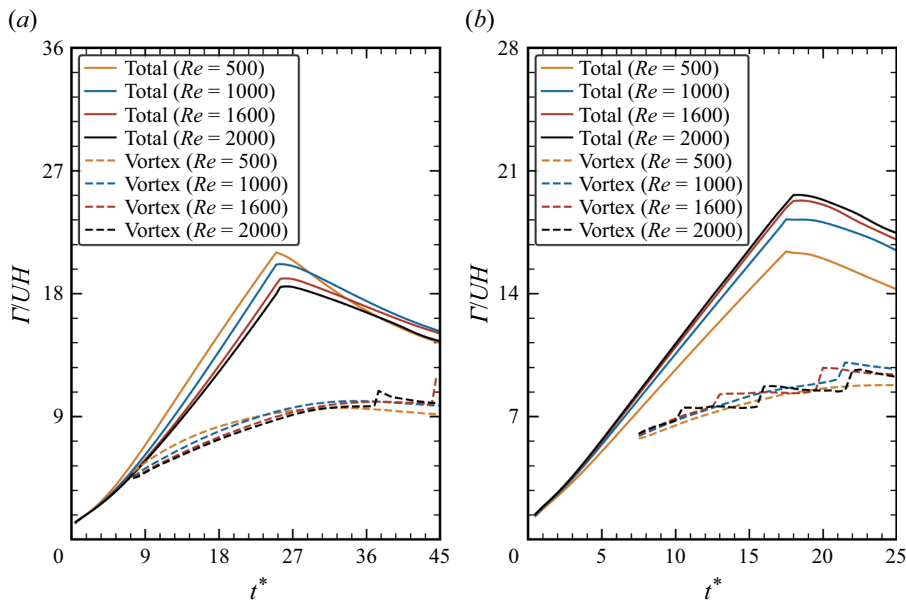 (a)
36
27
18
9
0
Γ/UH
Total (Re = 500)
Total (Re = 1000)
Total (Re = 1600)
Total (Re = 2000)
Vortex (Re = 500)
Vortex (Re = 1000)
Vortex (Re = 1600)
Vortex (Re = 2000)
9 18 27 36 45
t*
(b)
28
21
14
7
0
Γ/UH
Total (Re = 500)
Total (Re = 1000)
Total (Re = 1600)
Total (Re = 2000)
Vortex (Re = 500)
Vortex (Re = 1000)
Vortex (Re = 1600)
Vortex (Re = 2000)
5 10 15 20 25
t*